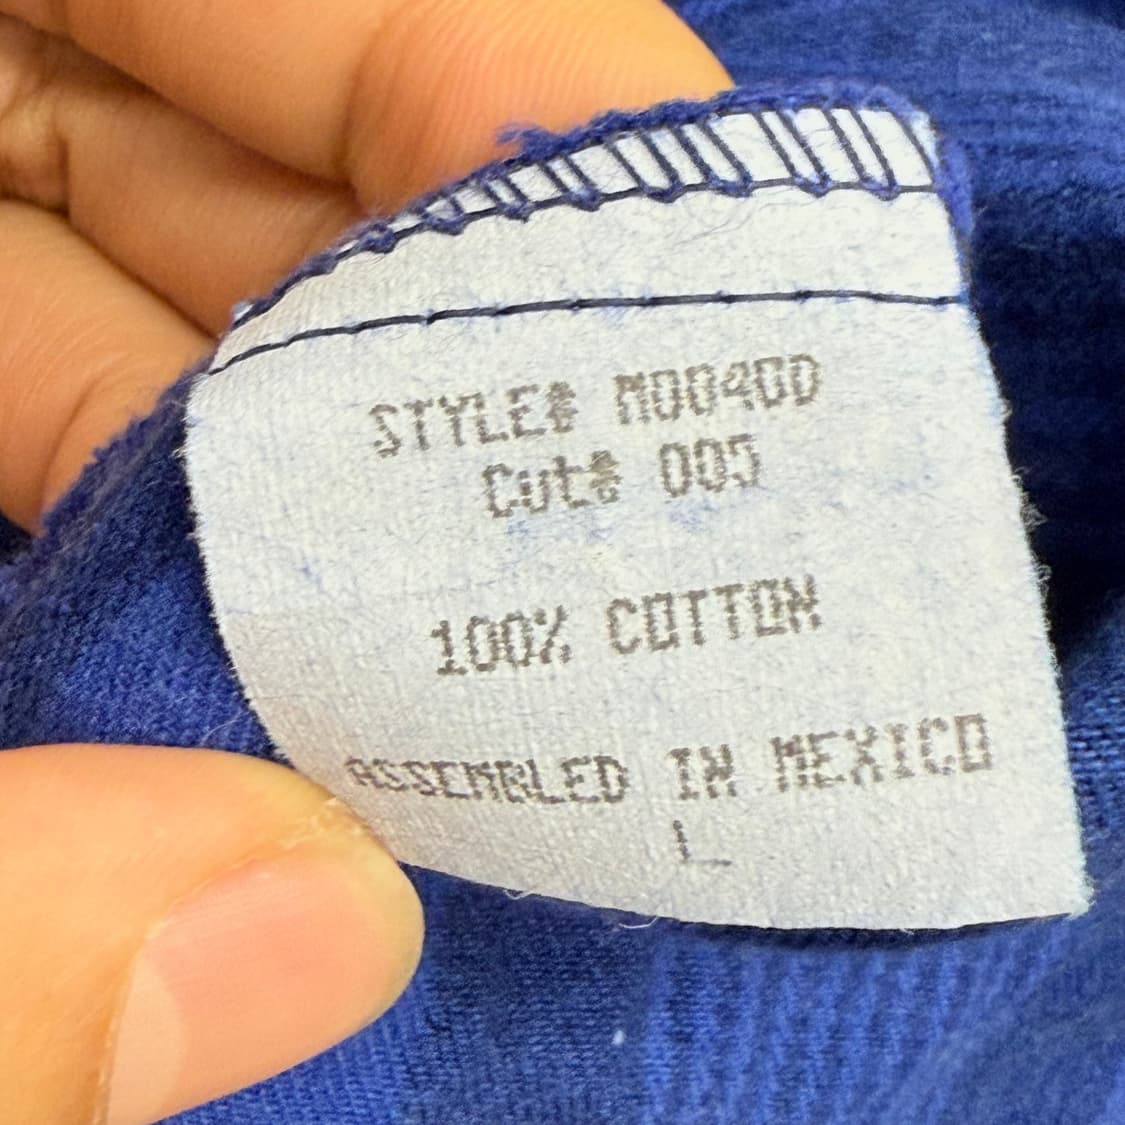 STYLE# M0040D
Cut# 005
100% COTTON
ASSEMBLED IN MEXICO
L